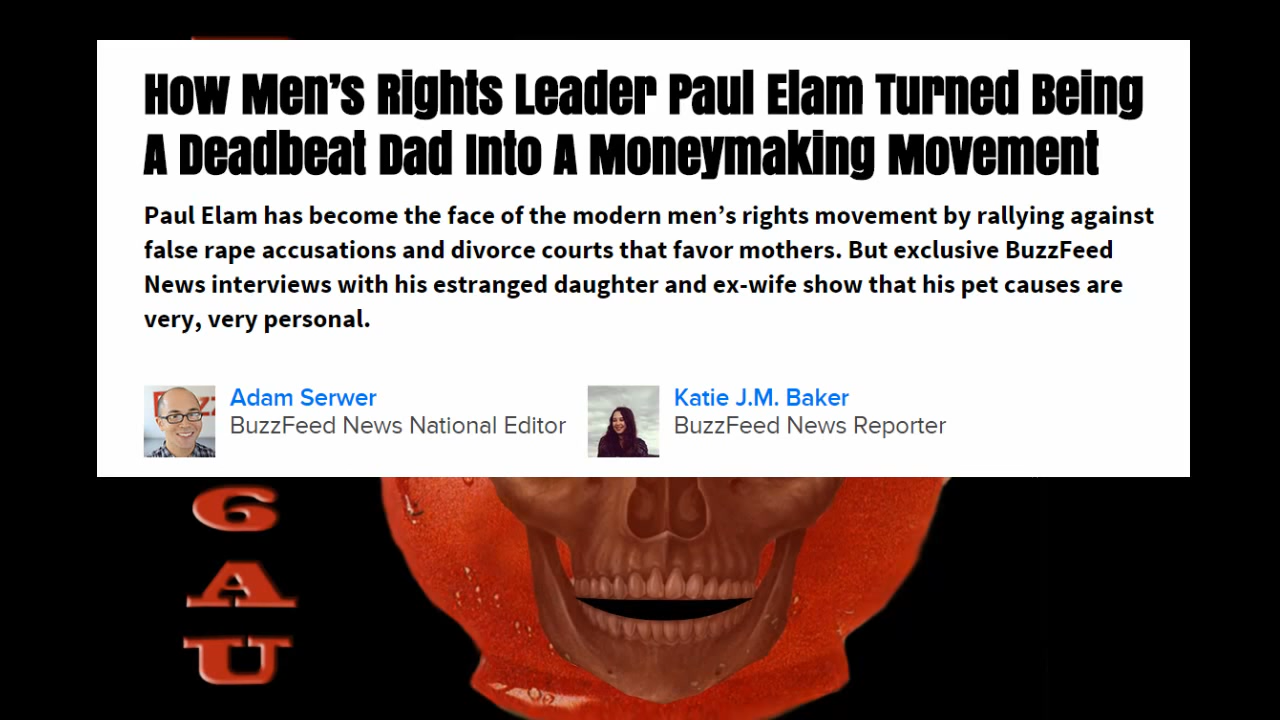 How Men's Rights Leader Paul Elam Turned Being
A Deadbeat Dad Into A Moneymaking Movement
Paul Elam has become the face of the modern men's rights movement by rallying against
false rape accusations and divorce courts that favor mothers. But exclusive BuzzFeed
News interviews with his estranged daughter and ex-wife show that his pet causes are
very, very personal.
Adam Serwer
BuzzFeed News National Editor
Katie J.M. Baker
BuzzFeed News Reporter
6
A
U